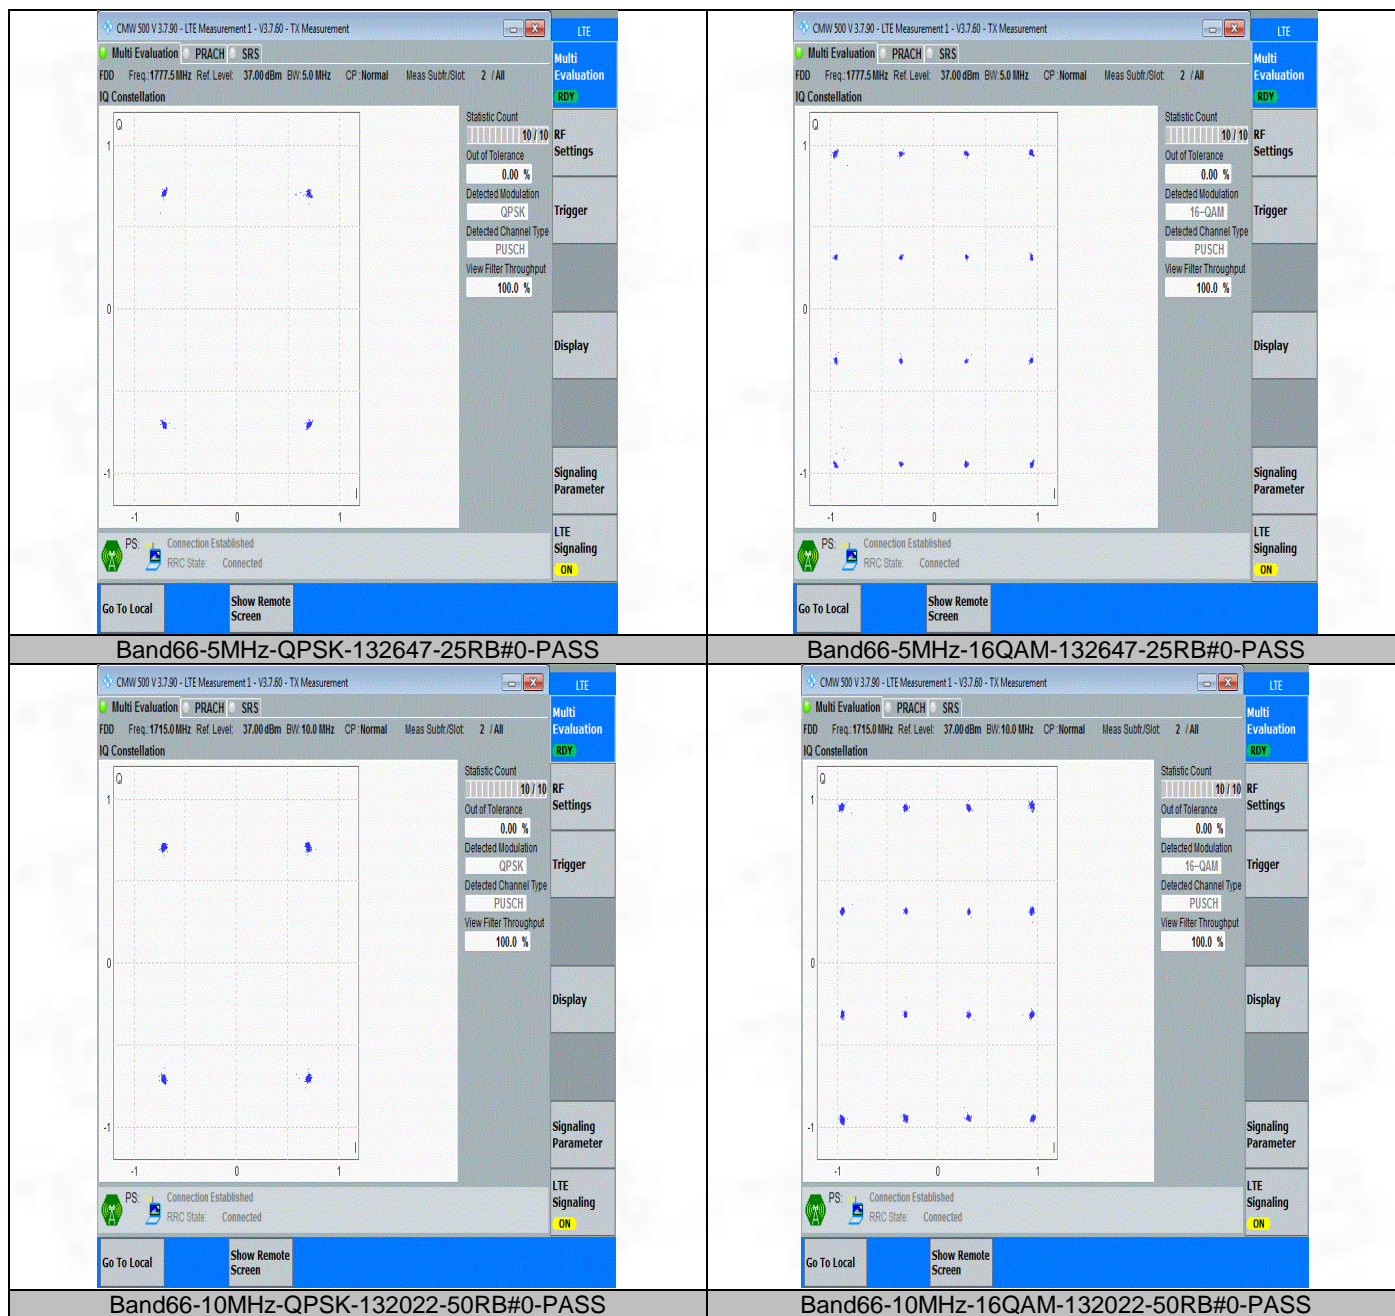 CMW 500 V 3.7.90 - LTE Measurement 1 - V3.7.60 - TX Measurement
LTE
Multi Evaluation PRACH SRS
Multi
Evaluation
RDY
FDD Freq.:1777.5 MHz Ref. Level: 37.00 dBm BW:5.0 MHz CP :Normal Meas Subfr./Slot: 2 / All
IQ Constellation
Q
1
0
-1
I
-1 0 1
Statistic Count
10 / 10
Out of Tolerance
0.00 %
Detected Modulation
QPSK
Detected Channel Type
PUSCH
View Filter Throughput
100.0 %
RF
Settings
Trigger
Display
Signaling
Parameter
LTE
Signaling
ON
PS: Connection Established
RRC State: Connected
Go To Local
Show Remote
Screen
Band66-5MHz-QPSK-132647-25RB#0-PASS
CMW 500 V 3.7.90 - LTE Measurement 1 - V3.7.60 - TX Measurement
LTE
Multi Evaluation PRACH SRS
Multi
Evaluation
RDY
FDD Freq.:1777.5 MHz Ref. Level: 37.00 dBm BW:5.0 MHz CP :Normal Meas Subfr./Slot: 2 / All
IQ Constellation
Q
1
0
-1
I
-1 0 1
Statistic Count
10 / 10
Out of Tolerance
0.00 %
Detected Modulation
16-QAM
Detected Channel Type
PUSCH
View Filter Throughput
100.0 %
RF
Settings
Trigger
Display
Signaling
Parameter
LTE
Signaling
ON
PS: Connection Established
RRC State: Connected
Go To Local
Show Remote
Screen
Band66-5MHz-16QAM-132647-25RB#0-PASS
CMW 500 V 3.7.90 - LTE Measurement 1 - V3.7.60 - TX Measurement
LTE
Multi Evaluation PRACH SRS
Multi
Evaluation
RDY
FDD Freq.:1715.0 MHz Ref. Level: 37.00 dBm BW:10.0 MHz CP :Normal Meas Subfr./Slot: 2 / All
IQ Constellation
Q
1
0
-1
I
-1 0 1
Statistic Count
10 / 10
Out of Tolerance
0.00 %
Detected Modulation
QPSK
Detected Channel Type
PUSCH
View Filter Throughput
100.0 %
RF
Settings
Trigger
Display
Signaling
Parameter
LTE
Signaling
ON
PS: Connection Established
RRC State: Connected
Go To Local
Show Remote
Screen
Band66-10MHz-QPSK-132022-50RB#0-PASS
CMW 500 V 3.7.90 - LTE Measurement 1 - V3.7.60 - TX Measurement
LTE
Multi Evaluation PRACH SRS
Multi
Evaluation
RDY
FDD Freq.:1715.0 MHz Ref. Level: 37.00 dBm BW:10.0 MHz CP :Normal Meas Subfr./Slot: 2 / All
IQ Constellation
Q
1
0
-1
I
-1 0 1
Statistic Count
10 / 10
Out of Tolerance
0.00 %
Detected Modulation
16-QAM
Detected Channel Type
PUSCH
View Filter Throughput
100.0 %
RF
Settings
Trigger
Display
Signaling
Parameter
LTE
Signaling
ON
PS: Connection Established
RRC State: Connected
Go To Local
Show Remote
Screen
Band66-10MHz-16QAM-132022-50RB#0-PASS